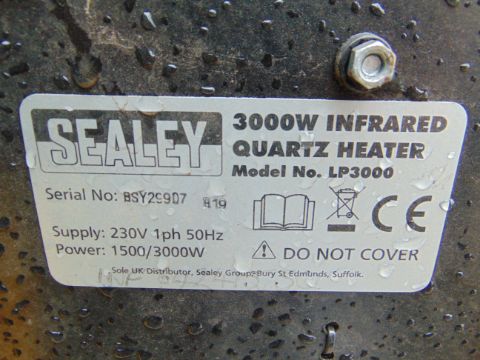 SEALEY
3000W INFRARED
QUARTZ HEATER
Model No. LP3000
Serial No:
Supply: 230V 1ph 50Hz
Power: 1500/3000W
DO NOT COVER
Sole UK Distributor, Sealey Group, Bury St Edmunds, Suffolk.